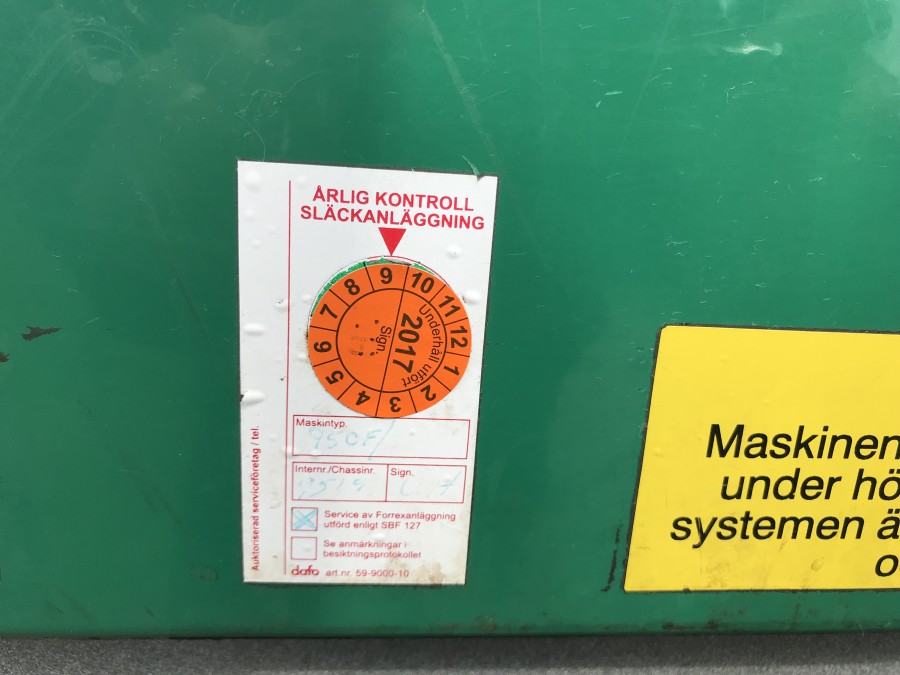 ÅRLIG KONTROLL
SLÄCKANLÄGGNING
9
10
11
12
1
2
3
4
5
6
7
8
Underhåll utfört
2017
Sign.
Maskintyp.
950F/
Internr./Chassinr.
Sign.
Service av Forrexanläggning
utförd enligt SBF 127
Se anmärkningar i
besiktningsprotokollet
dafo art.nr. 59-9000-10
Auktoriserad serviceföretag / tel.
Maskinen
under hö
systemen ä
o